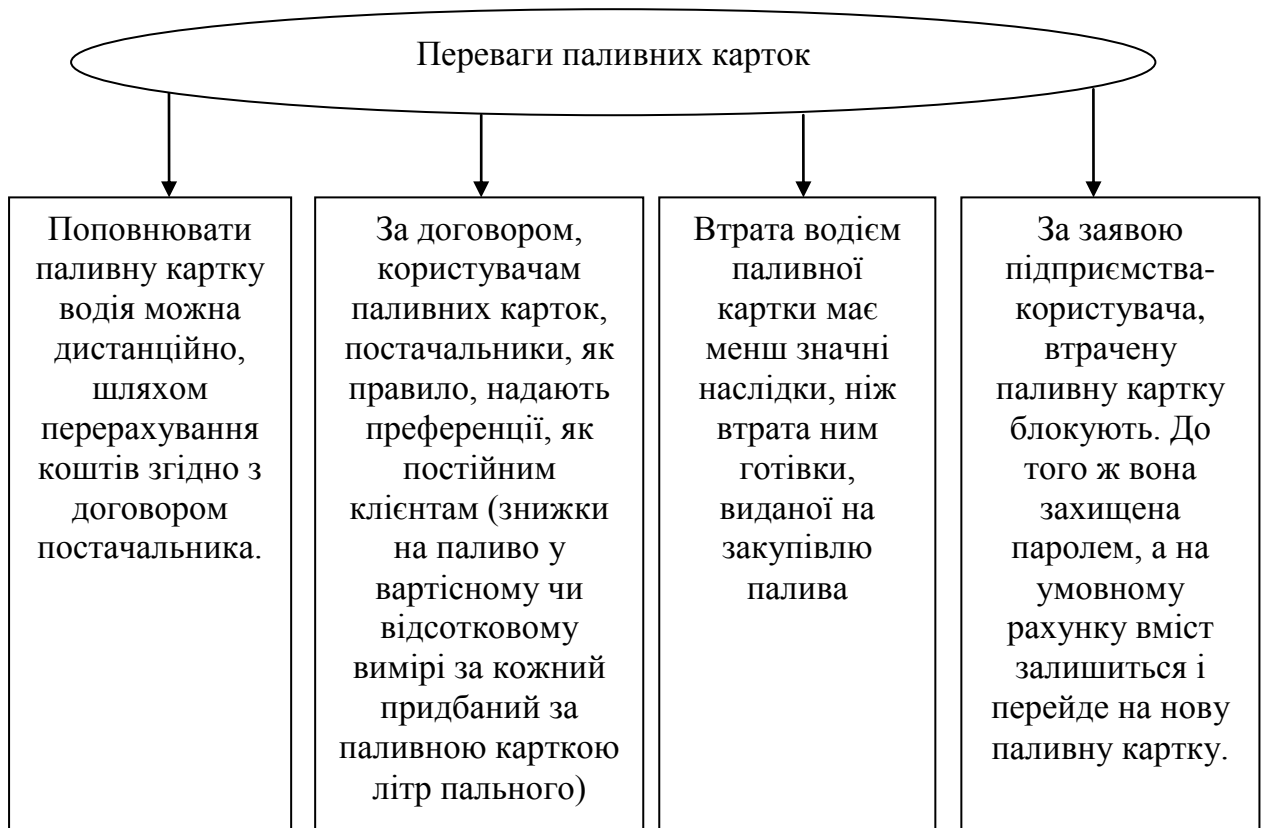 Переваги паливних карток
Поповнювати
паливну картку
водія можна
дистанційно,
шляхом
перерахування
коштів згідно з
договором
постачальника.
За договором,
користувачам
паливних карток,
постачальники, як
правило, надають
преференції, як
постійним
клієнтам (знижки
на паливо у
вартісному чи
відсотковому
вимірі за кожний
придбаний за
паливною карткою
літр пального)
Втрата водієм
паливної
картки має
менш значні
наслідки, ніж
втрата ним
готівки,
виданої на
закупівлю
палива
За заявою
підприємства-
користувача,
втрачену
паливну картку
блокують. До
того ж вона
захищена
паролем, а на
умовному
рахунку вміст
залишиться і
перейде на нову
паливну картку.